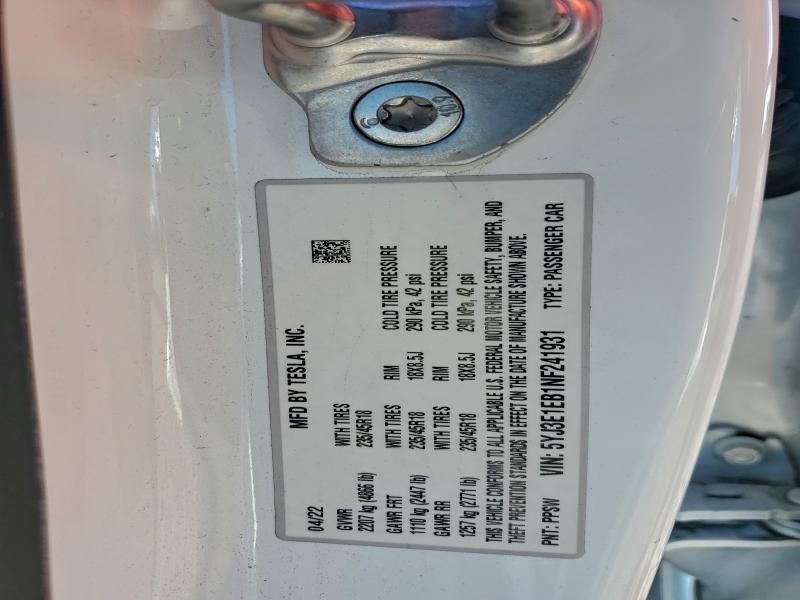 10.9
MFD BY TESLA, INC.
04/22
GVWR WITH TIRES
2207 kg (4866 lb) 235/45R18
GAWR FRT WITH TIRES RIM COLD TIRE PRESSURE
1110 kg (2447 lb) 235/45R18 18X8.5J 290 kPa, 42 psi
GAWR RR WITH TIRES RIM COLD TIRE PRESSURE
1257 kg (2771 lb) 235/45R18 18X8.5J 290 kPa, 42 psi
THIS VEHICLE CONFORMS TO ALL APPLICABLE U.S. FEDERAL MOTOR VEHICLE SAFETY, BUMPER, AND
THEFT PREVENTION STANDARDS IN EFFECT ON THE DATE OF MANUFACTURE SHOWN ABOVE.
PNT: PPSW VIN: 5YJ3E1EB1NF241931 TYPE: PASSENGER CAR